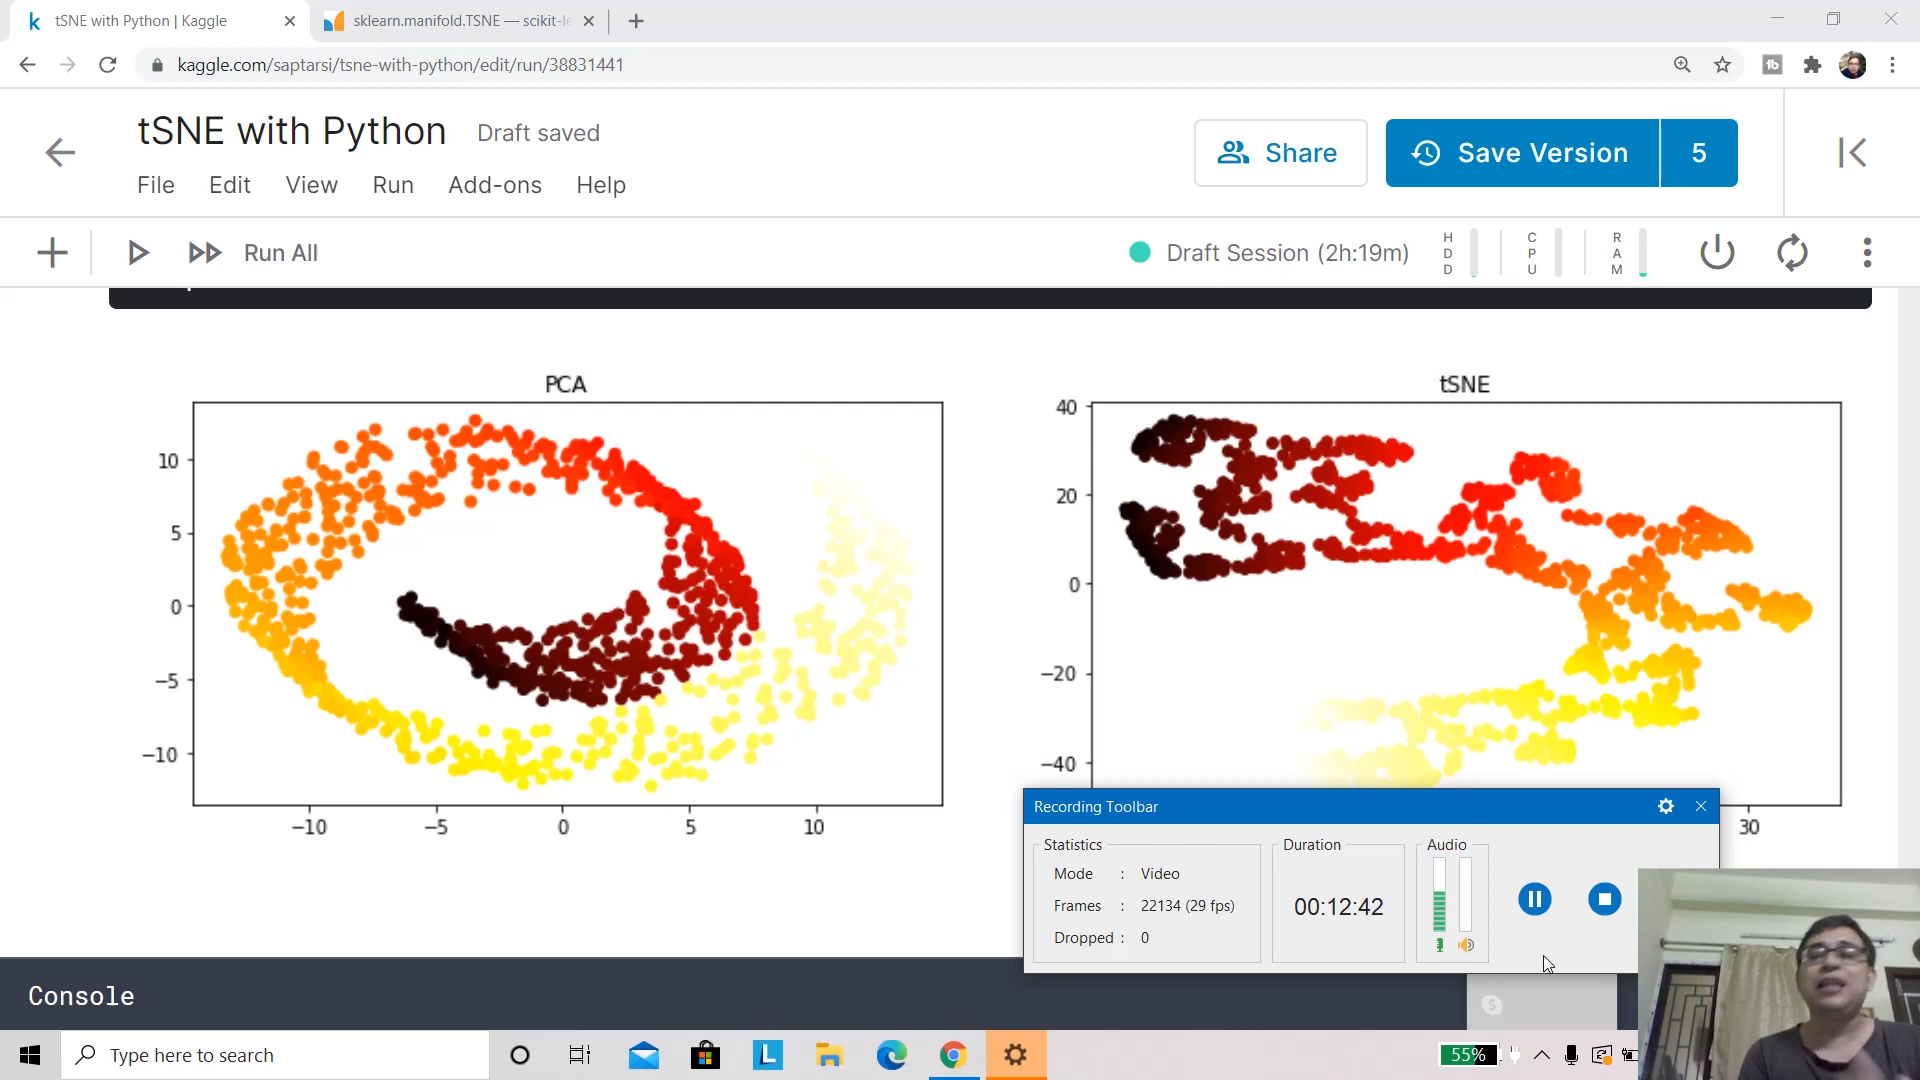 tSNE with Python | Kaggle
sklearn.manifold.TSNE — scikit-le
kaggle.com/saptarsi/tsne-with-python/edit/run/38831441
tSNE with Python
Draft saved
File Edit View Run Add-ons Help
Share
Save Version
5
Run All
Draft Session (2h:19m)
HDD
CPU
RAM
PCA
10
5
0
−5
−10
−10 −5 0 5 10
tSNE
40
20
0
−20
−40
30
Recording Toolbar
Statistics
Mode : Video
Frames : 22134 (29 fps)
Dropped : 0
Duration
00:12:42
Audio
Console
Type here to search
55%